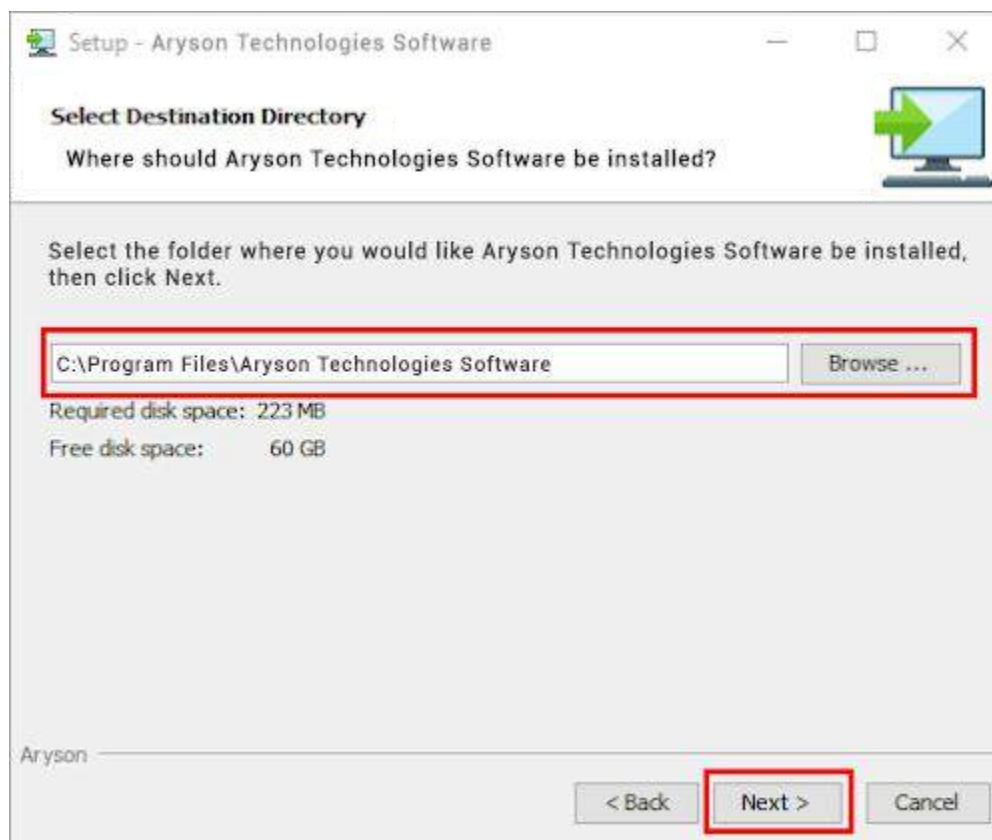 Setup - Aryson Technologies Software
Select Destination Directory
Where should Aryson Technologies Software be installed?
Select the folder where you would like Aryson Technologies Software be installed,
then click Next.
C:\Program Files\Aryson Technologies Software
Browse ...
Required disk space: 223 MB
Free disk space: 60 GB
Aryson
< Back
Next >
Cancel